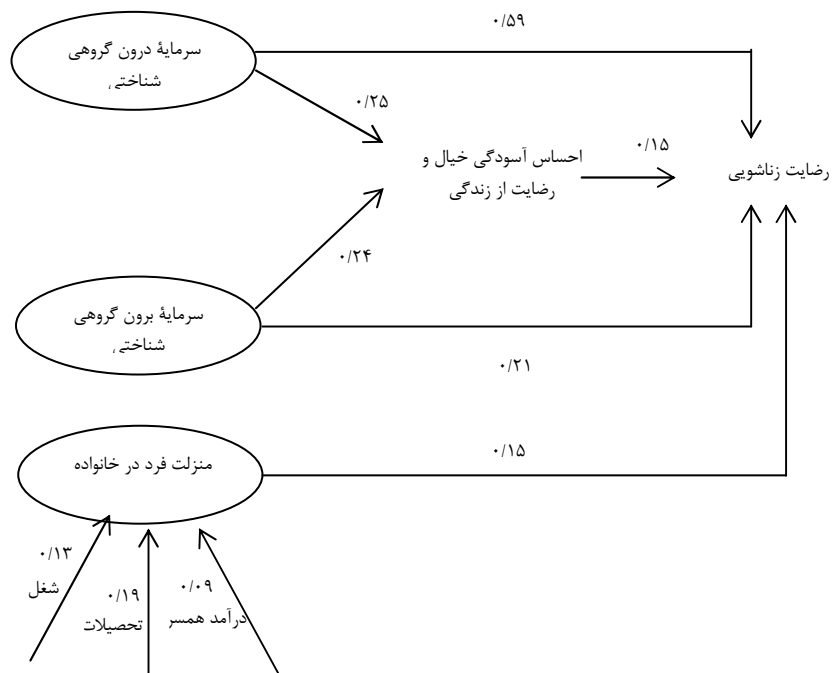 ۰/۵۹
سرمایۀ درون گروهی
شناختی
۰/۲۵
احساس آسودگی خیال و
رضایت از زندگی
۰/۱۵
رضایت زناشویی
۰/۲۴
سرمایۀ برون گروهی
شناختی
۰/۲۱
منزلت فرد در خانواده
۰/۱۵
۰/۱۳
شغل
۰/۱۹
تحصیلات
۰/۰۹
درآمد همسر